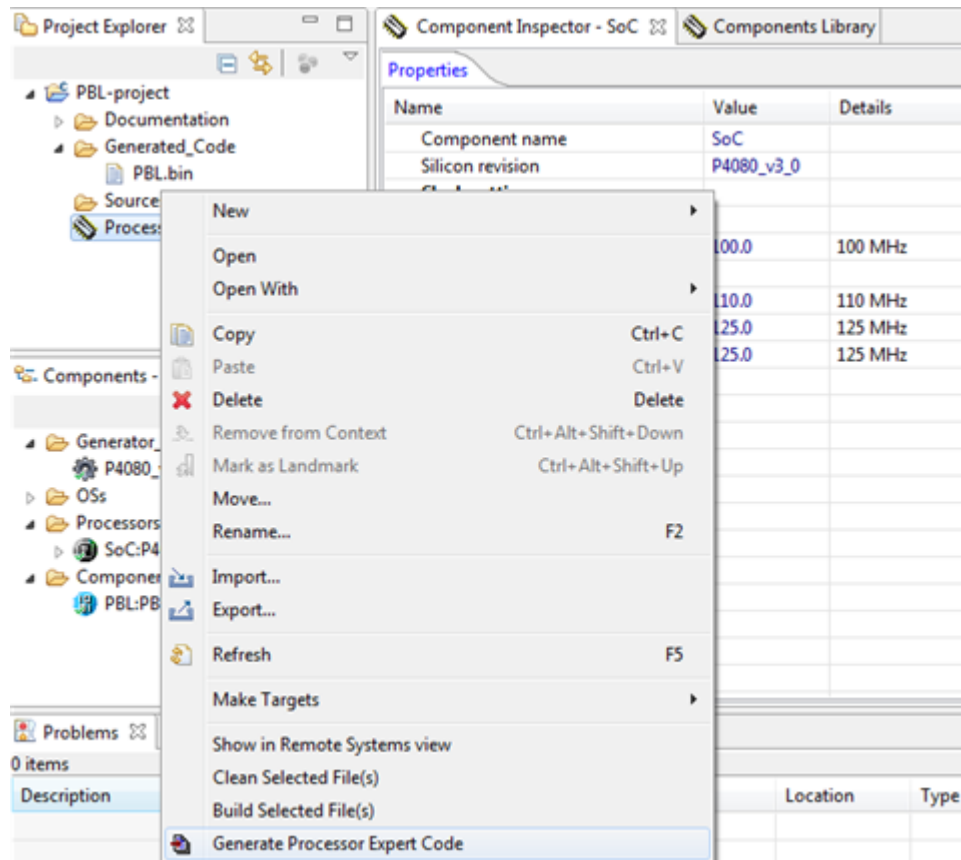 Project Explorer
Component Inspector - SoC
Components Library
Properties
PBL-project
Documentation
Generated_Code
PBL.bin
Source
Proces
Name Value Details
Component name SoC
Silicon revision P4080_v3_0
100.0 100 MHz
110.0 110 MHz
125.0 125 MHz
125.0 125 MHz
Components -
Generator_
P4080_
OSs
Processors
SoC:P4
Componen
PBL:PB
New
Open
Open With
Copy Ctrl+C
Paste Ctrl+V
Delete Delete
Remove from Context Ctrl+Alt+Shift+Down
Mark as Landmark Ctrl+Alt+Shift+Up
Move...
Rename... F2
Import...
Export...
Refresh F5
Make Targets
Show in Remote Systems view
Clean Selected File(s)
Build Selected File(s)
Generate Processor Expert Code
Problems
0 items
Description Location Type